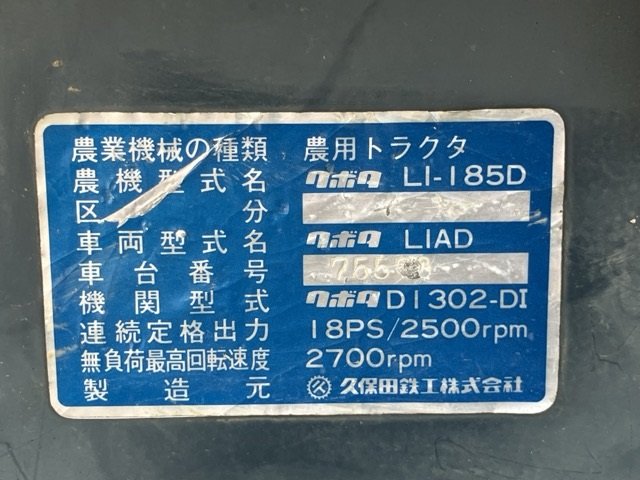 農業機械の種類 農用トラクタ
農機型式名 クボタ L1-185D
区分
車両型式名 クボタ L1AD
車台番号
機関型式 クボタ D1302-DI
連続定格出力 18PS/2500rpm
無負荷最高回転速度 2700rpm
製造元 久保田鉄工株式会社